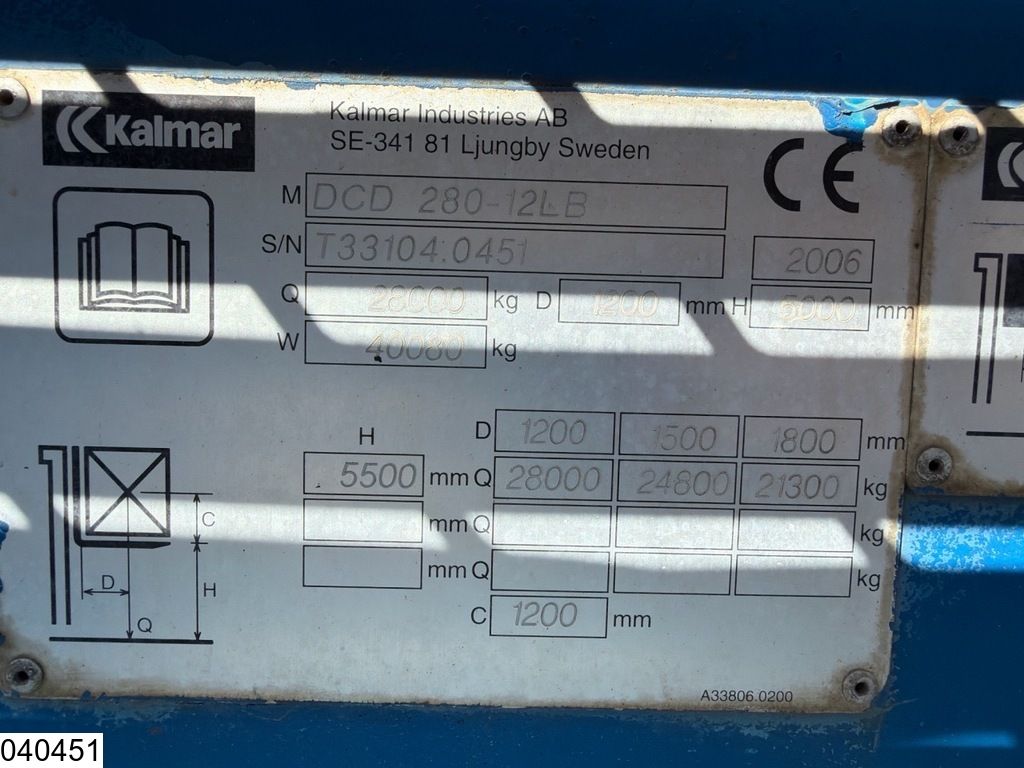 Kalmar
Kalmar Industries AB
SE-341 81 Ljungby Sweden
CE
M DCD 280-12LB
S/N T33104.0451 2006
Q 28000 kg D 1200 mm H 5000 mm
W 40080 kg
H D 1200 1500 1800 mm
5500 mm Q 28000 24800 21300 kg
mm Q kg
mm Q kg
C 1200 mm
C
D H
Q
A33806.0200
040451